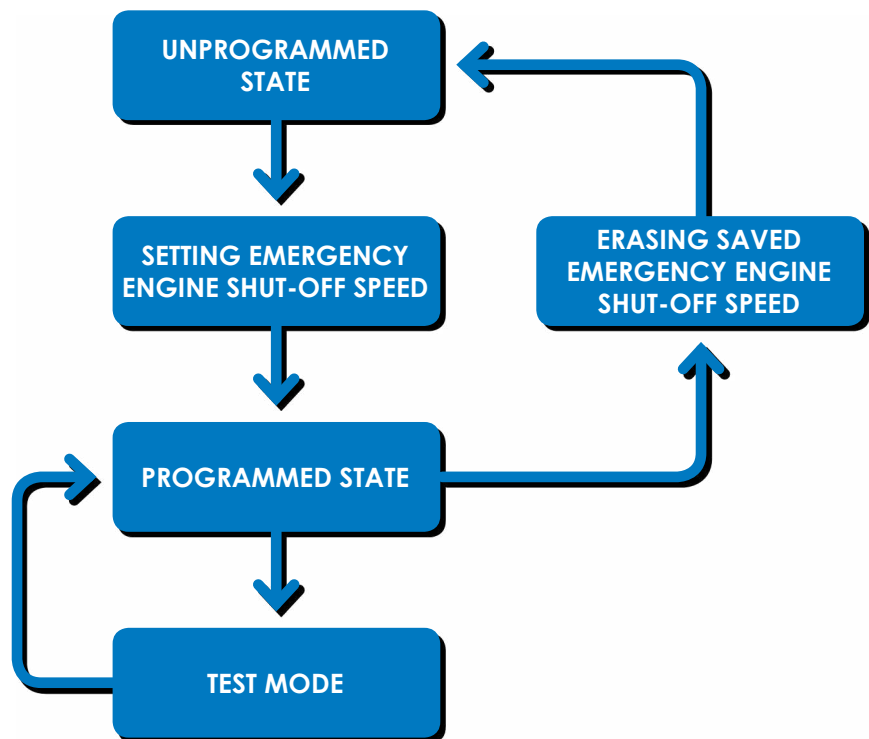 UNPROGRAMMED
STATE
SETTING EMERGENCY
ENGINE SHUT-OFF SPEED
ERASING SAVED
EMERGENCY ENGINE
SHUT-OFF SPEED
PROGRAMMED STATE
TEST MODE